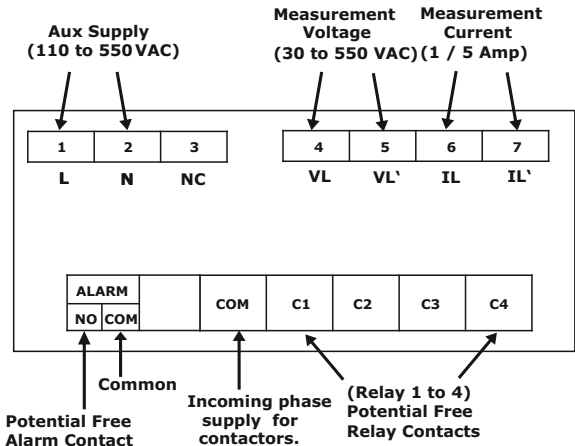 Aux Supply
(110 to 550 VAC)
Measurement
Voltage
(30 to 550 VAC)
Measurement
Current
(1 / 5 Amp)
1 2 3
L N NC
4 5 6 7
VL VL‛ IL IL‛
ALARM
NO COM
COM C1 C2 C3 C4
Common
Potential Free
Alarm Contact
Incoming phase
supply for
contactors.
(Relay 1 to 4)
Potential Free
Relay Contacts